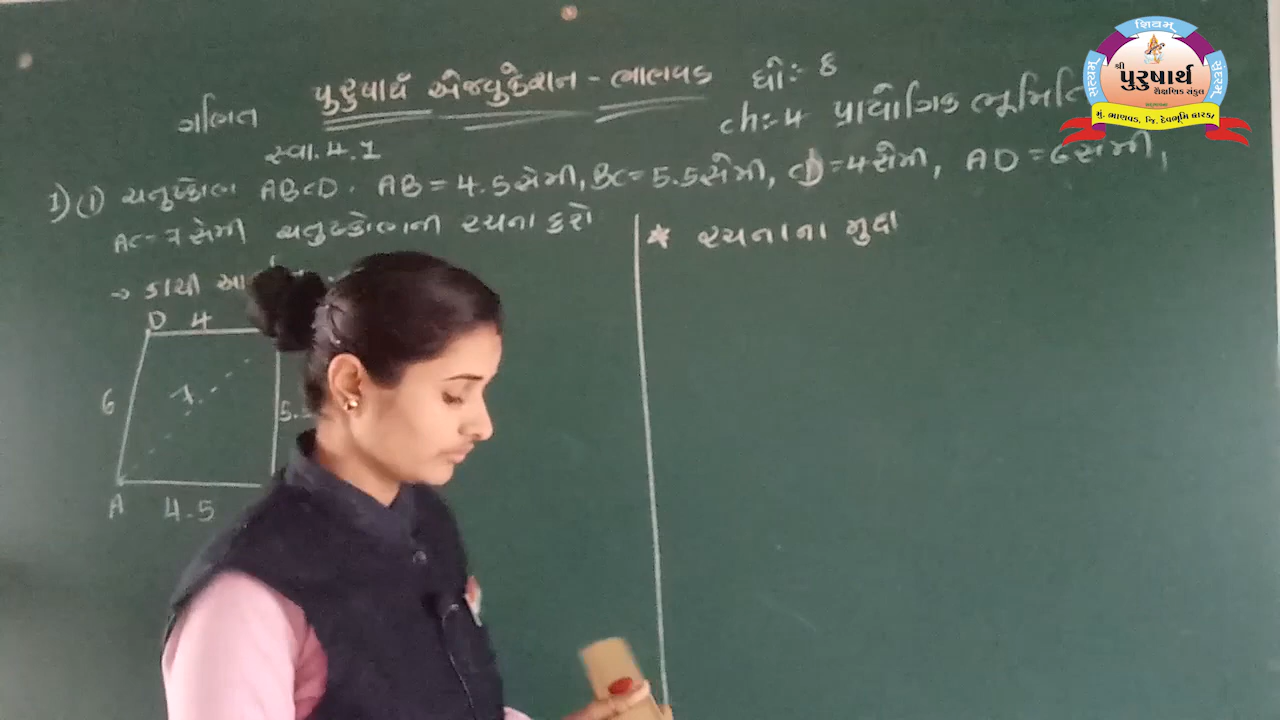 પુરુષાર્થ એજ્યુકેશન - ભાણવડ
ધો:- 8
ગણિત
ch:- 4 પ્રાયોગિક ભૂમિતિ
સ્વા. 4.1
1) (i) ચતુષ્કોણ ABCD. AB = 4.5 સેમી, BC = 5.5 સેમી, CD = 4 સેમી, AD = 6 સેમી,
AC = 7 સેમી ચતુષ્કોણની રચના કરો
→ કાચી
* રચનાના મુદ્દા
D 4
7
6
5.
A 4.5
શિવમ્
સત્યમ્
સુંદરમ્
શ્રી
પુરુષાર્થ
શૈક્ષણિક સંકુલ
મું. ભાણવડ, જિ. દેવભૂમિ દ્વારકા